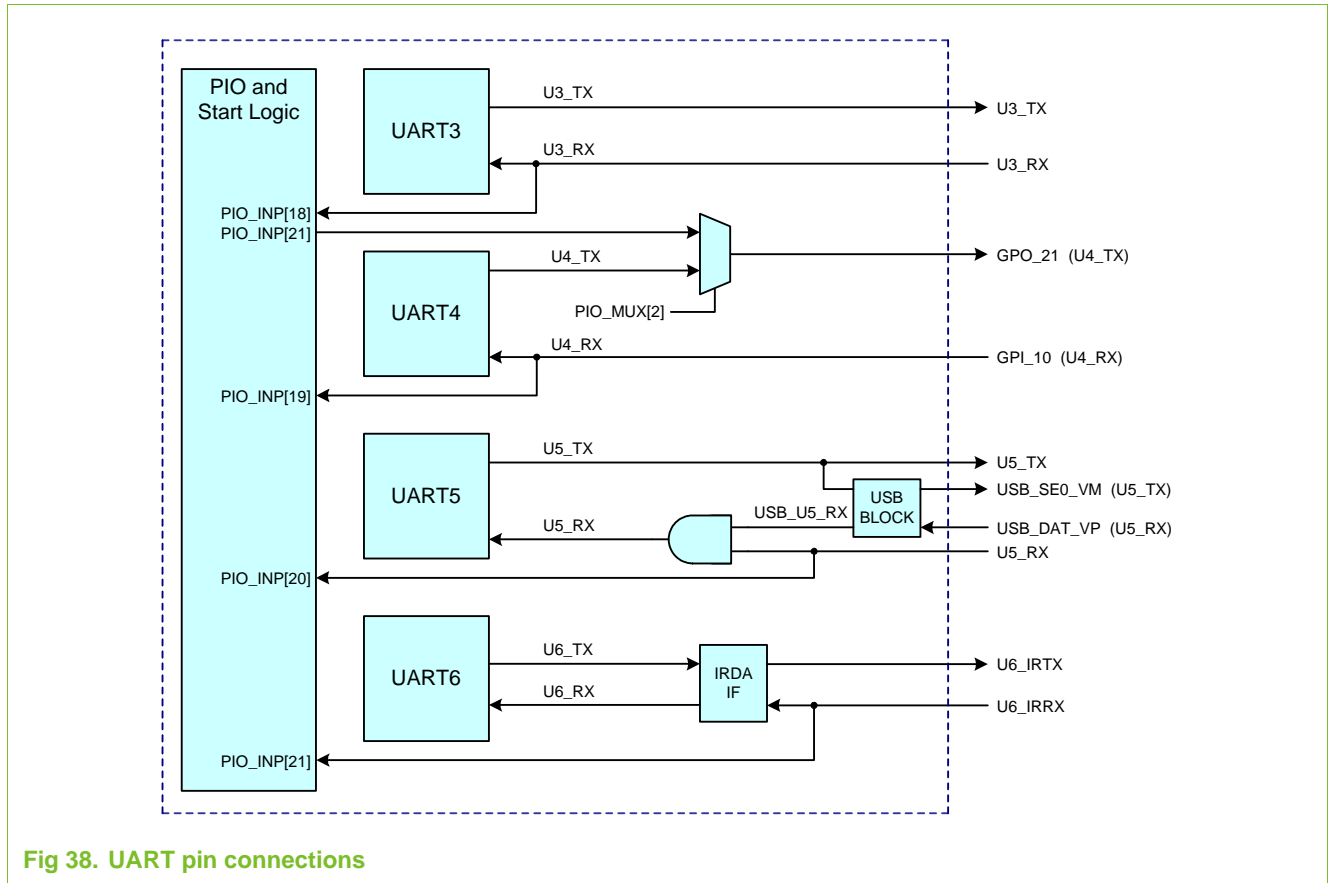 PIO and
Start Logic
UART3
U3_TX
U3_TX
U3_RX
U3_RX
PIO_INP[18]
PIO_INP[21]
UART4
U4_TX
GPO_21 (U4_TX)
PIO_MUX[2]
U4_RX
GPI_10 (U4_RX)
PIO_INP[19]
UART5
U5_TX
U5_TX
USB
BLOCK
USB_SE0_VM (U5_TX)
USB_U5_RX
U5_RX
USB_DAT_VP (U5_RX)
U5_RX
PIO_INP[20]
UART6
U6_TX
IRDA
IF
U6_IRTX
U6_RX
U6_IRRX
PIO_INP[21]
Fig 38. UART pin connections